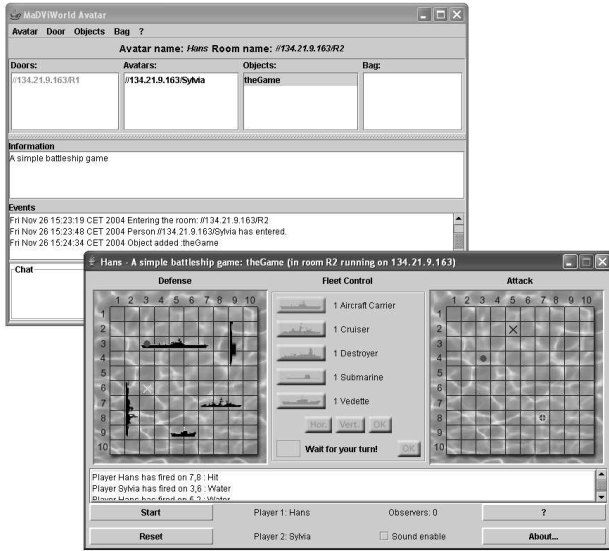 MaDViWorld Avatar
Avatar Door Objects Bag ?
Avatar name: Hans Room name: //134.21.9.163/R2
Doors: Avatars: Objects: Bag:
//134.21.9.163/R1 //134.21.9.163/Sylvia theGame
Information
A simple battleship game
Events
Fri Nov 26 15:23:19 CET 2004 Entering the room: //134.21.9.163/R2
Fri Nov 26 15:23:48 CET 2004 Person //134.21.9.163/Sylvia has entered.
Fri Nov 26 15:24:34 CET 2004 Object added :theGame
Chat
Hans - A simple battleship game: theGame (in room R2 running on 134.21.9.163)
Defense Fleet Control Attack
1 2 3 4 5 6 7 8 9 10
1
2
3
4
5
6
7
8
9
10
1 Aircraft Carrier
1 Cruiser
1 Destroyer
1 Submarine
1 Vedette
Hor. Vert. OK
Wait for your turn! OK
1 2 3 4 5 6 7 8 9 10
1
2
3
4
5
6
7
8
9
10
Player Hans has fired on 7,8 : Hit
Player Sylvia has fired on 3,6 : Water
Player Hans has fired on 5,2 : Water
Start Player 1: Hans Observers: 0 ?
Reset Player 2: Sylvia Sound enable About...